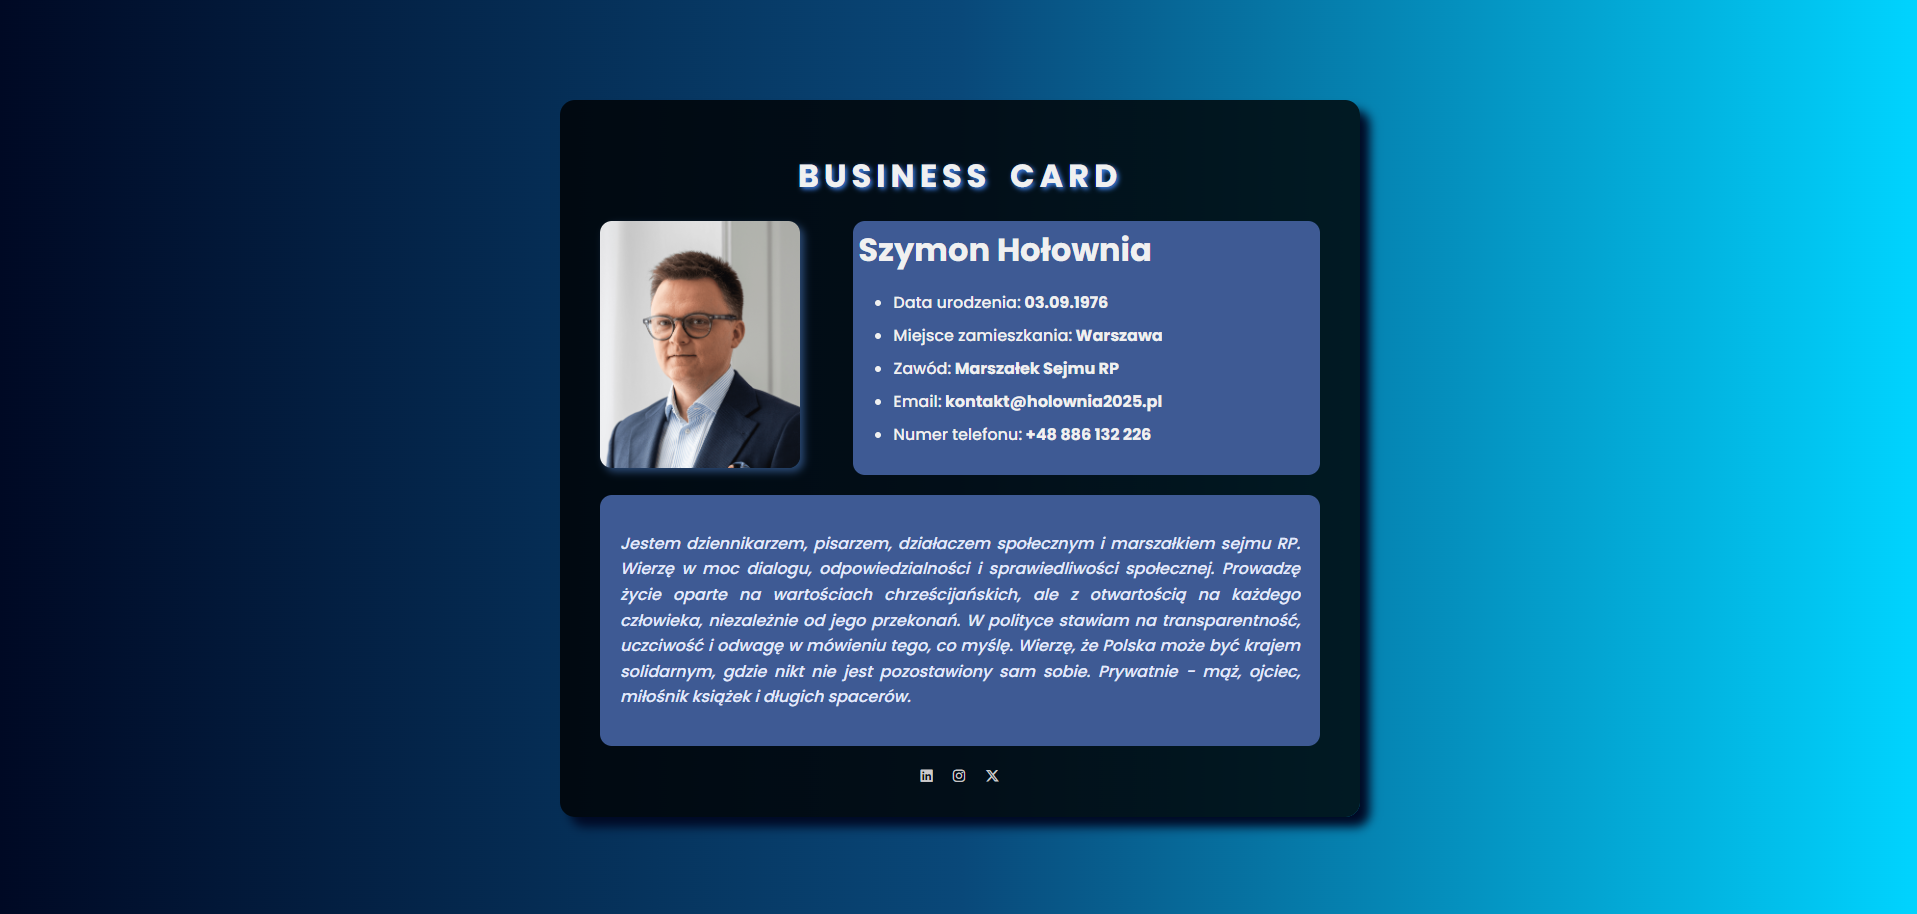 BUSINESS CARD
Szymon Hołownia
Data urodzenia: 03.09.1976
Miejsce zamieszkania: Warszawa
Zawód: Marszałek Sejmu RP
Email: kontakt@holownia2025.pl
Numer telefonu: +48 886 132 226
Jestem dziennikarzem, pisarzem, działaczem społecznym i marszałkiem sejmu RP.
Wierzę w moc dialogu, odpowiedzialności i sprawiedliwości społecznej. Prowadzę
życie oparte na wartościach chrześcijańskich, ale z otwartością na każdego
człowieka, niezależnie od jego przekonań. W polityce stawiam na transparentność,
uczciwość i odwagę w mówieniu tego, co myślę. Wierzę, że Polska może być krajem
solidarnym, gdzie nikt nie jest pozostawiony sam sobie. Prywatnie - mąż, ojciec,
miłośnik książek i długich spacerów.